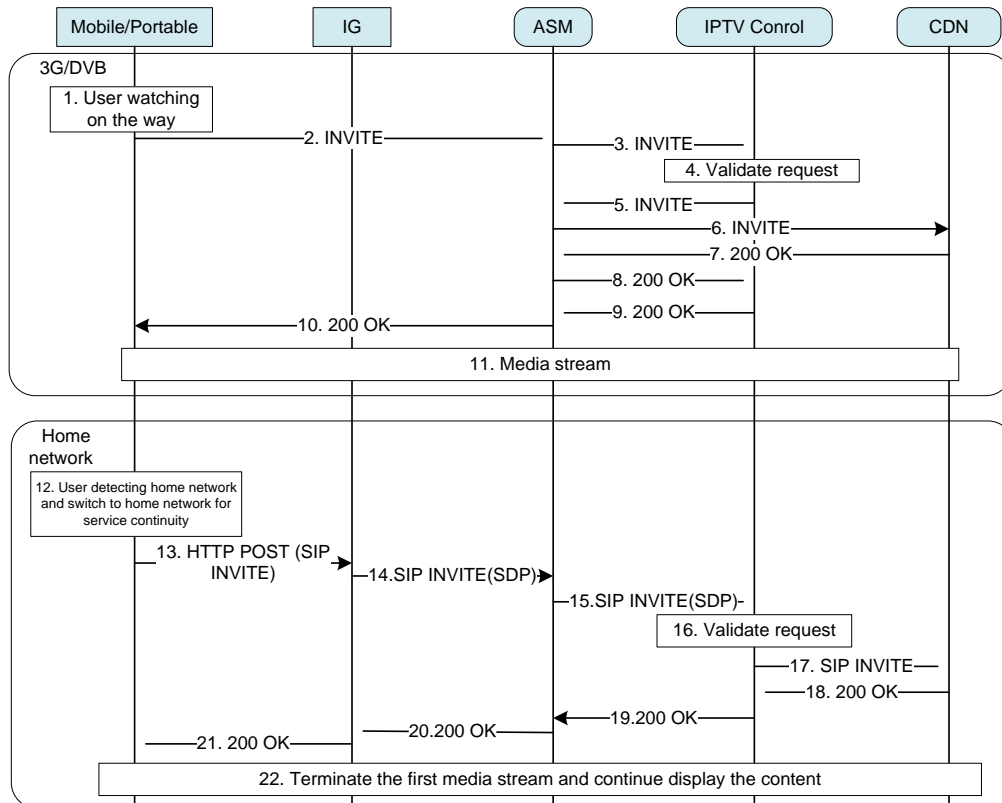 Mobile/Portable
IG
ASM
IPTV Conrol
CDN
3G/DVB
1. User watching
on the way
2. INVITE
3. INVITE
4. Validate request
5. INVITE
6. INVITE
7. 200 OK
8. 200 OK
9. 200 OK
10. 200 OK
11. Media stream
Home
network
12. User detecting home network
and switch to home network for
service continuity
13. HTTP POST (SIP
INVITE)
14.SIP INVITE(SDP)
15.SIP INVITE(SDP)
16. Validate request
17. SIP INVITE
18. 200 OK
19.200 OK
20.200 OK
21. 200 OK
22. Terminate the first media stream and continue display the content